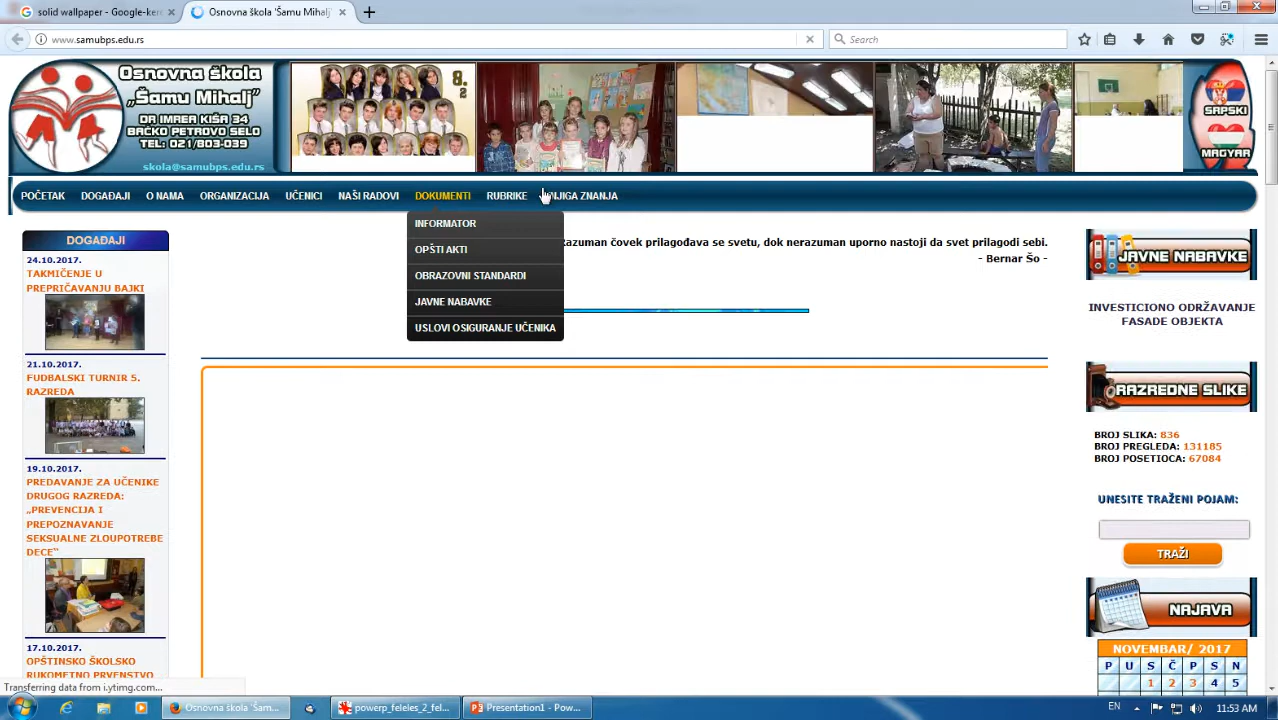 solid wallpaper - Google-ker
Osnovna škola 'Šamu Mihalj'
www.samubps.edu.rs
Search
Osnovna škola
„Šamu Mihalj"
DR IMREA KIŠA 34
BAČKO PETROVO SELO
TEL: 021/803-039
skola@samubps.edu.rs
8.2
SRPSKI
MAGYAR
POČETAK DOGAĐAJI O NAMA ORGANIZACIJA UČENICI NAŠI RADOVI DOKUMENTI RUBRIKE KNJIGA ZNANJA
INFORMATOR
OPŠTI AKTI
OBRAZOVNI STANDARDI
JAVNE NABAVKE
USLOVI OSIGURANJE UČENIKA
razuman čovek prilagođava se svetu, dok nerazuman uporno nastoji da svet prilagodi sebi.
- Bernar Šo -
DOGAĐAJI
24.10.2017.
TAKMIČENJE U
PREPRIČAVANJU BAJKI
21.10.2017.
FUDBALSKI TURNIR 5.
RAZREDA
19.10.2017.
PREDAVANJE ZA UČENIKE
DRUGOG RAZREDA:
„PREVENCIJA I
PREPOZNAVANJE
SEKSUALNE ZLOUPOTREBE
DECE"
17.10.2017.
OPŠTINSKO ŠKOLSKO
RUKOMETNO PRVENSTVO
JAVNE NABAVKE
INVESTICIONO ODRŽAVANJE
FASADE OBJEKTA
RAZREDNE SLIKE
BROJ SLIKA: 836
BROJ PREGLEDA: 131185
BROJ POSETIOCA: 67084
UNESITE TRAŽENI POJAM:
TRAŽI
NAJAVA
NOVEMBAR/ 2017
P U S Č P S N
1 2 3 4 5
Transferring data from i.ytimg.com...
Osnovna škola 'Šam...
powerp_feleles_2_fel...
Presentation1 - Pow...
EN
11:53 AM